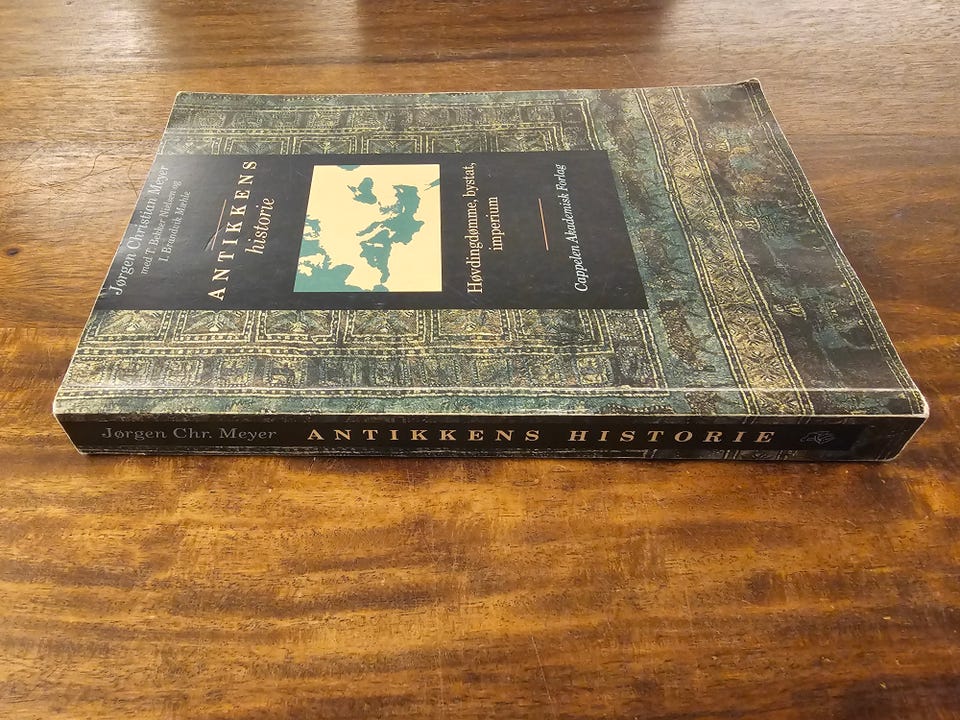 Jørgen Christian Meyer
med T. Bekker Nielsen og
I. Brandvik Mæhle
ANTIKKENS
historie
Høvdingdømme, bystat,
imperium
Cappelen Akademisk Forlag
Jørgen Chr. Meyer ANTIKKENS HISTORIE